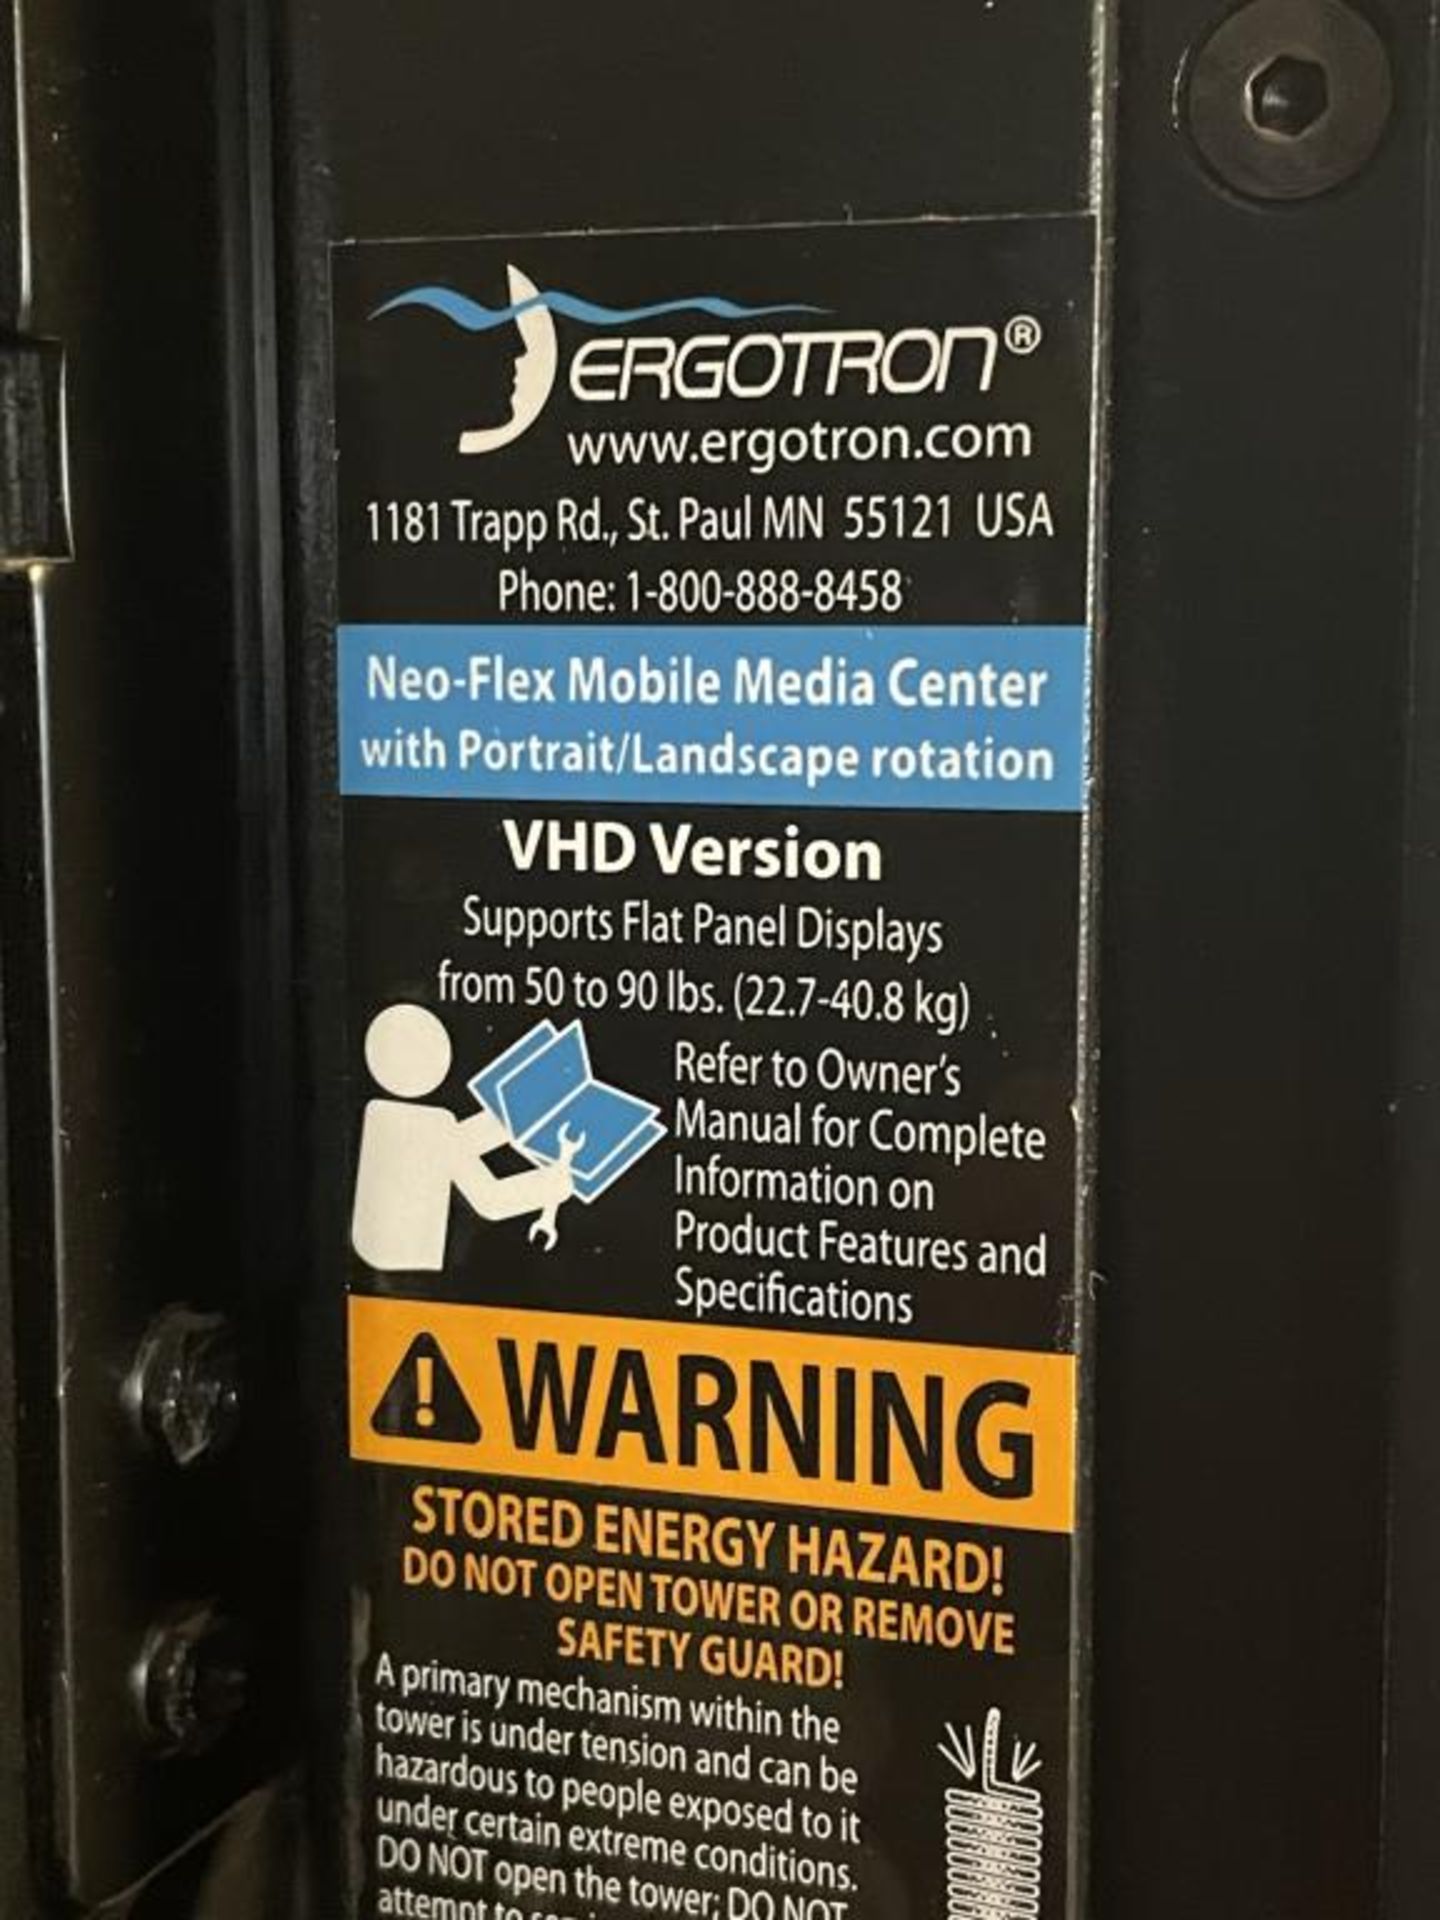 ERGOTRON®
www.ergotron.com
1181 Trapp Rd., St. Paul MN 55121 USA
Phone: 1-800-888-8458
Neo-Flex Mobile Media Center
with Portrait/Landscape rotation
VHD Version
Supports Flat Panel Displays
from 50 to 90 lbs. (22.7-40.8 kg)
Refer to Owner's
Manual for Complete
Information on
Product Features and
Specifications
WARNING
STORED ENERGY HAZARD!
DO NOT OPEN TOWER OR REMOVE
SAFETY GUARD!
A primary mechanism within the
tower is under tension and can be
hazardous to people exposed to it
under certain extreme conditions.
DO NOT open the tower; DO NOT
attempt to